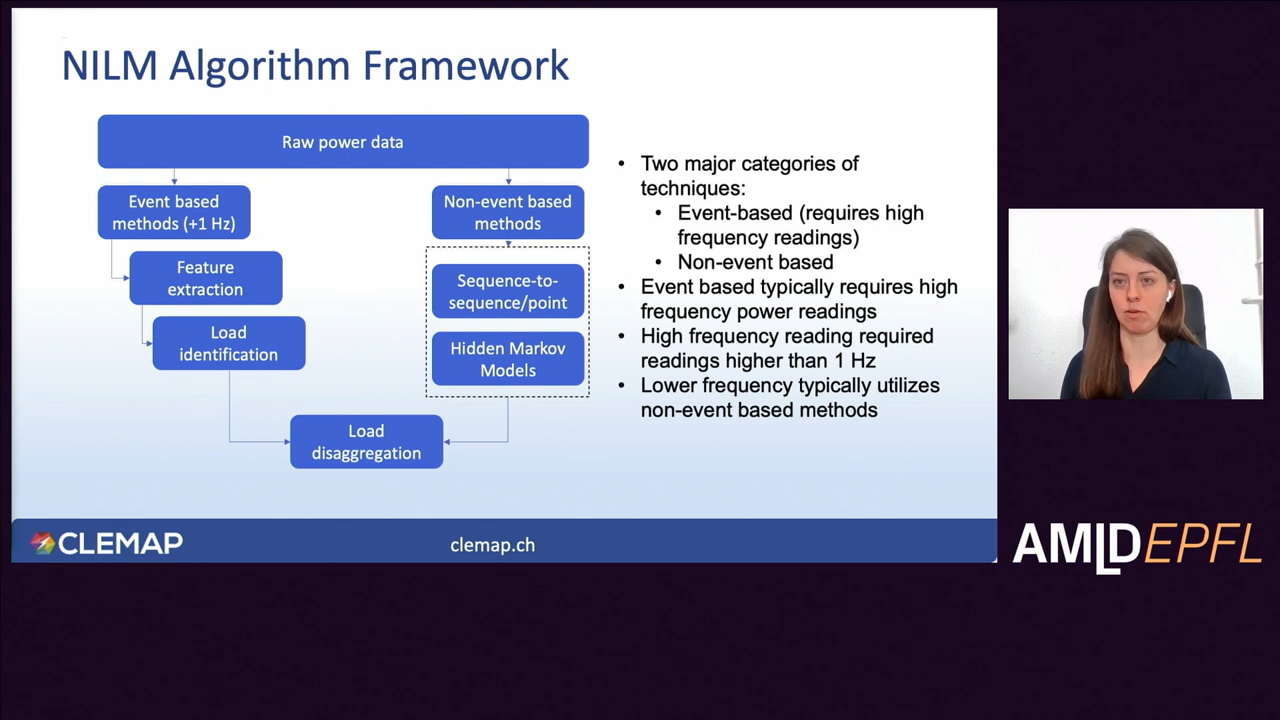 NILM Algorithm Framework
Raw power data
Event based
methods (+1 Hz)
Feature
extraction
Load
identification
Non-event based
methods
Sequence-to-
sequence/point
Hidden Markov
Models
Load
disaggregation
• Two major categories of
techniques:
• Event-based (requires high
frequency readings)
• Non-event based
• Event based typically requires high
frequency power readings
• High frequency reading required
readings higher than 1 Hz
• Lower frequency typically utilizes
non-event based methods
CLEMAP
clemap.ch
AMLDEPFL